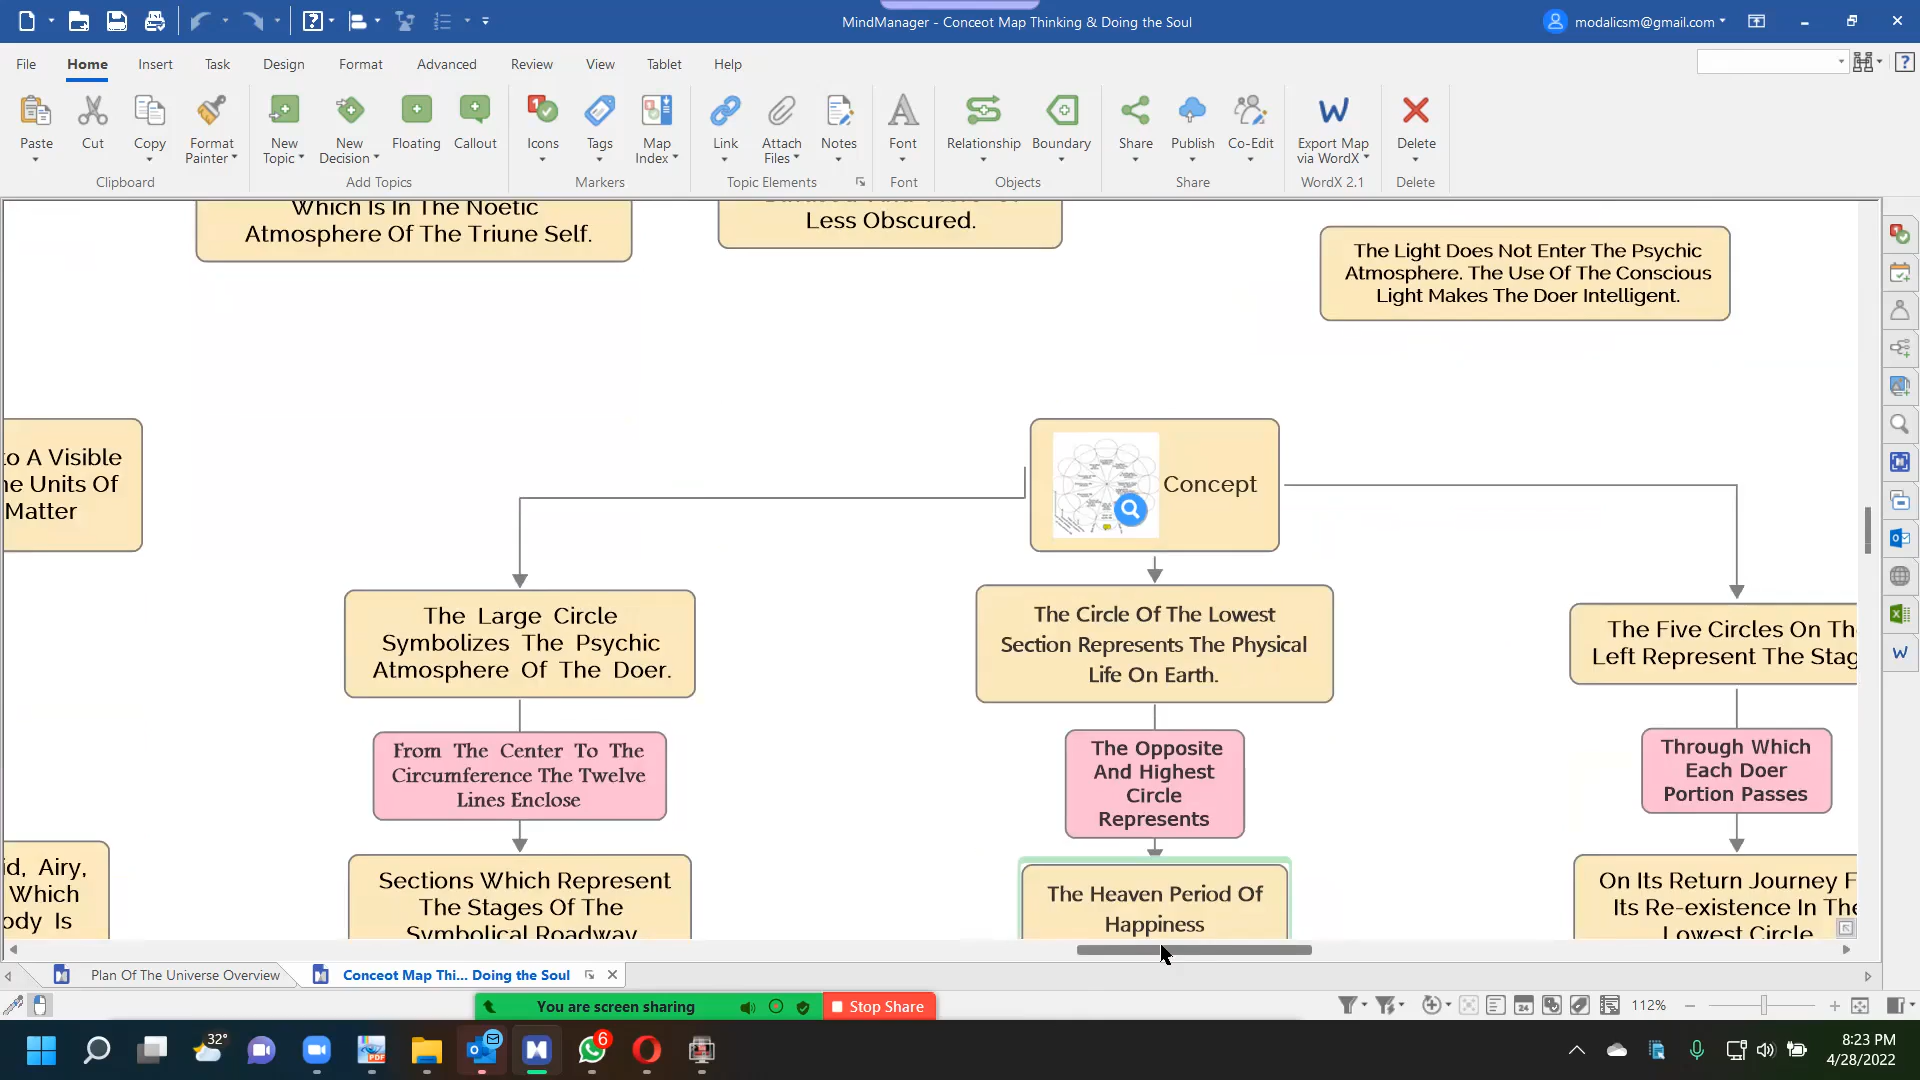 MindManager - Conceot Map Thinking & Doing the Soul
modalicsm@gmail.com
File Home Insert Task Design Format Advanced Review View Tablet Help
Paste
Cut
Copy
Format Painter
Clipboard
New Topic
New Decision
Floating
Callout
Add Topics
Icons
Tags
Map Index
Markers
Link
Attach Files
Notes
Topic Elements
Font
Font
Relationship
Boundary
Objects
Share
Publish
Co-Edit
Share
Export Map via WordX
WordX 2.1
Delete
Delete
Which Is In The Noetic
Atmosphere Of The Triune Self.
Less Obscured.
The Light Does Not Enter The Psychic
Atmosphere. The Use Of The Conscious
Light Makes The Doer Intelligent.
to A Visible
ne Units Of
Matter
Concept
The Large Circle
Symbolizes The Psychic
Atmosphere Of The Doer.
The Circle Of The Lowest
Section Represents The Physical
Life On Earth.
The Five Circles On Th
Left Represent The Stag
From The Center To The
Circumference The Twelve
Lines Enclose
The Opposite
And Highest
Circle
Represents
Through Which
Each Doer
Portion Passes
id, Airy,
Which
ody Is
Sections Which Represent
The Stages Of The
Symbolical Roadway
The Heaven Period Of
Happiness
On Its Return Journey F
Its Re-existence In The
Lowest Circle
Plan Of The Universe Overview
Conceot Map Thi... Doing the Soul
You are screen sharing
Stop Share
112%
32°
6
8:23 PM
4/28/2022